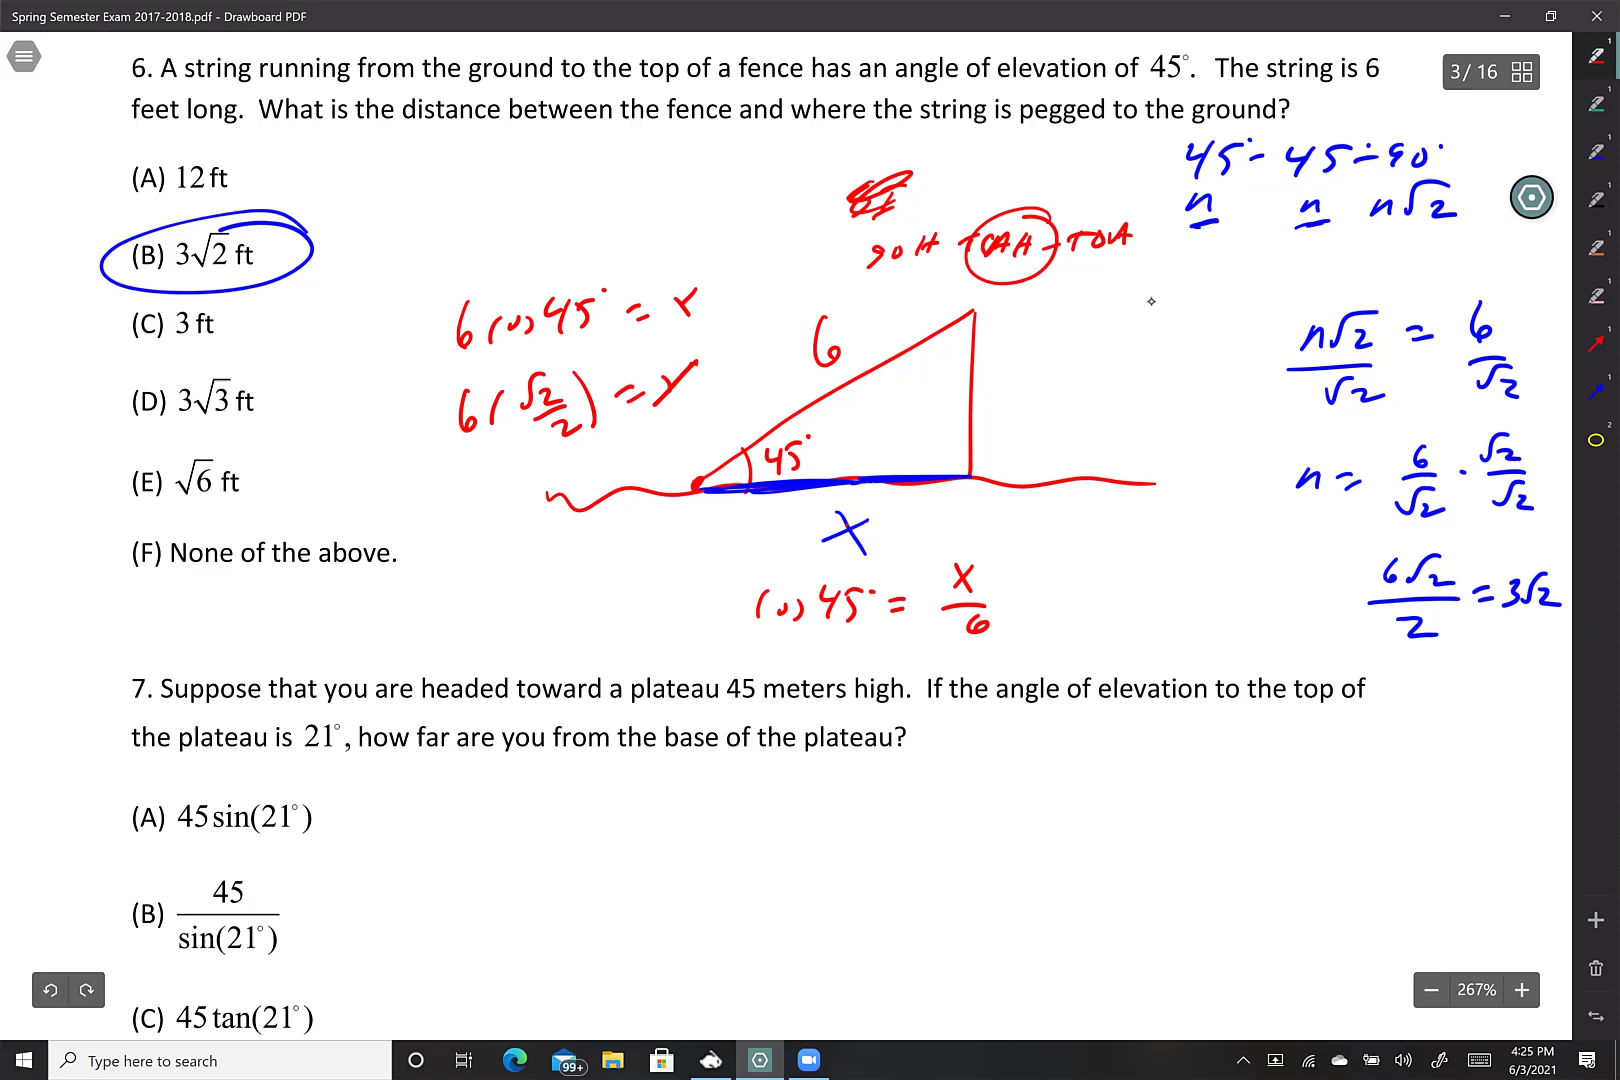 Spring Semester Exam 2017-2018.pdf - Drawboard PDF
3 / 16
6. A string running from the ground to the top of a fence has an angle of elevation of 45°. The string is 6
feet long. What is the distance between the fence and where the string is pegged to the ground?
45° - 45° - 90°
n n n√2
(A) 12 ft
(B) 3√2 ft
SOH - CAH - TOA
(C) 3 ft
6 cos 45° = x
6
n√2 / √2 = 6 / √2
(D) 3√3 ft
6(√2/2) = x
45°
(E) √6 ft
n = 6/√2 · √2/√2
x
(F) None of the above.
cos 45° = x/6
6√2/2 = 3√2
7. Suppose that you are headed toward a plateau 45 meters high. If the angle of elevation to the top of
the plateau is 21°, how far are you from the base of the plateau?
(A) 45 sin(21°)
(B) 45 / sin(21°)
(C) 45 tan(21°)
267%
Type here to search
99+
4:25 PM
6/3/2021